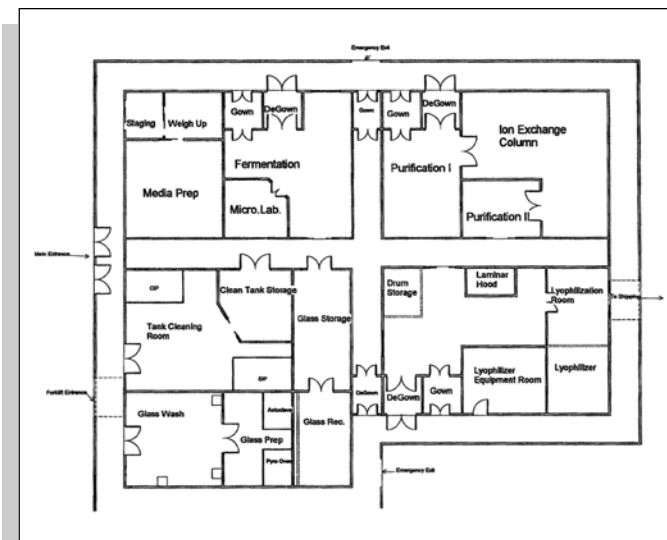 Emergency Exit
Staging
Weigh Up
Gown
DeGown
Gown
Gown
DeGown
Ion Exchange
Column
Fermentation
Purification I
Media Prep
Micro.Lab.
Purification II
Main Entrance
Clean Tank Storage
Drum
Storage
Laminar
Hood
Lyophilization
Room
To Shipping
Glass Storage
Tank Cleaning
Room
Forklift Entrance
DeGown
DeGown
Gown
Lyophilizer
Equipment Room
Lyophilizer
Glass Wash
Autoclave
Glass Prep
Glass Rec.
Pyro Oven
Emergency Exit